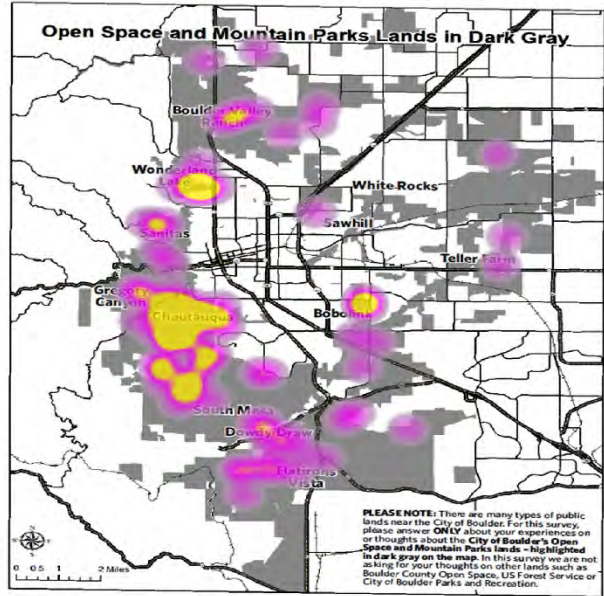 Open Space and Mountain Parks Lands in Dark Gray
Boulder Valley
Ranch
Wonderland
Lake
White Rocks
Sawhill
Sanitas
Teller Farm
Gregory
Canyon
Chautauqua
Bobolink
South Mesa
Dowdy Draw
Flatirons
Vista
PLEASE NOTE: There are many types of public
lands near the City of Boulder. For this survey,
please answer ONLY about your experiences on
or thoughts about the City of Boulder's Open
Space and Mountain Parks lands – highlighted
in dark gray on the map. In this survey we are not
asking for your thoughts on other lands such as
Boulder County Open Space, US Forest Service or
City of Boulder Parks and Recreation.
N
0 0.5 1 2 Miles